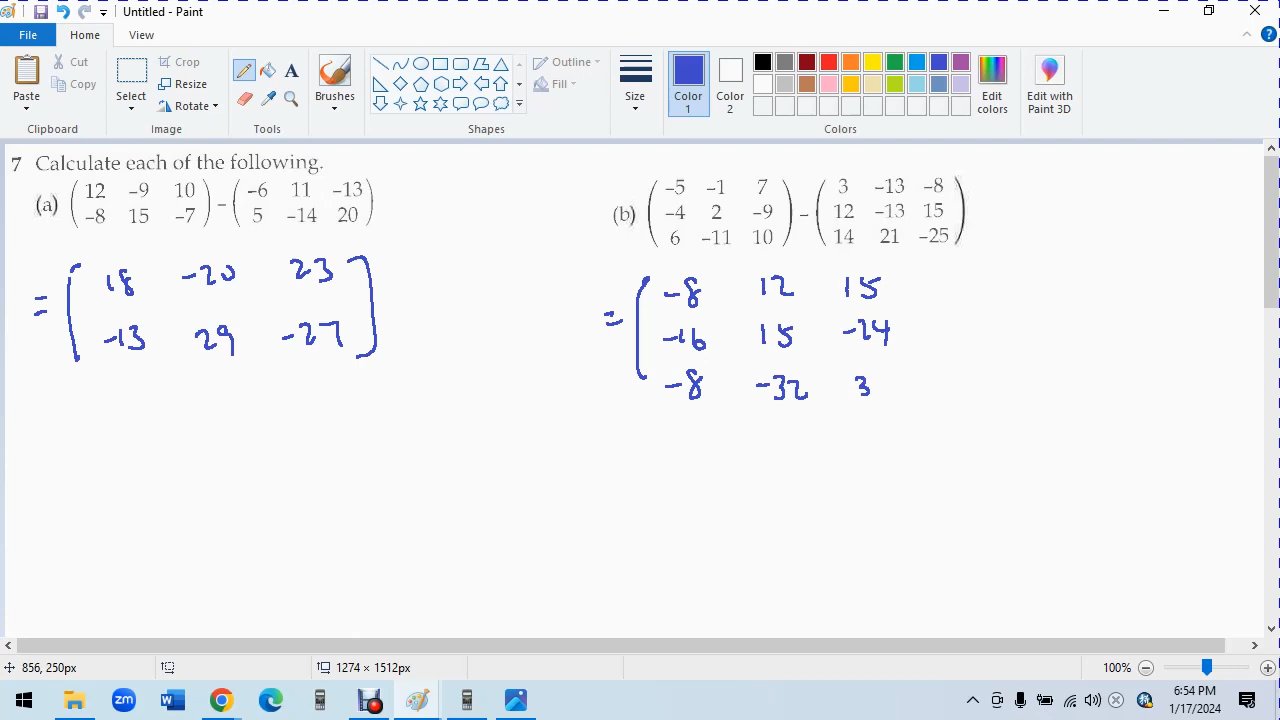 Untitled - Paint
File Home View
Cut
Copy
Paste
Clipboard
Crop
Resize
Rotate
Select
Image
Tools
Brushes
Outline
Fill
Shapes
Size
Color 1
Color 2
Edit colors
Edit with Paint 3D
Colors
7 Calculate each of the following.
(a) ( 12 -9 10 ) - ( -6 11 -13 )
-8 15 -7 5 -14 20
(b) ( -5 -1 7 ) - ( 3 -13 -8 )
-4 2 -9 12 -13 15
6 -11 10 14 21 -25
= [ 18 -20 23 ]
-13 29 -27
= [ -8 12 15
-16 15 -24
-8 -32 3
856, 250px
1274 × 1512px
100%
zm
W
6:54 PM
1/17/2024